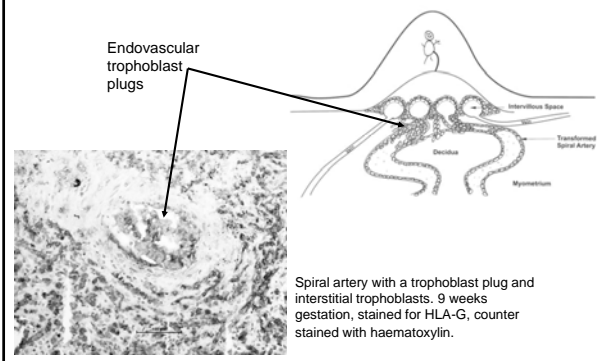 Endovascular
trophoblast
plugs
Intervillous Space
Transformed
Spiral Artery
Decidua
Myometrium
Spiral artery with a trophoblast plug and
interstitial trophoblasts. 9 weeks
gestation, stained for HLA-G, counter
stained with haematoxylin.